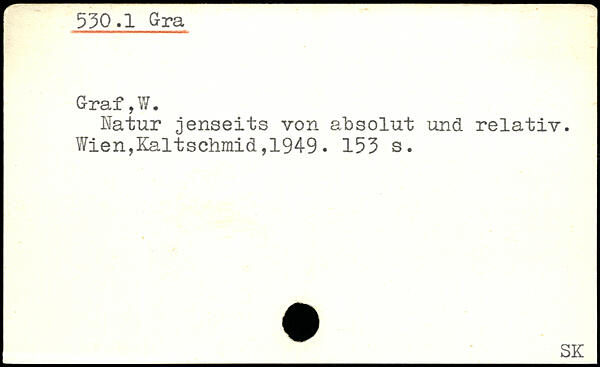 530.1 Gra
Graf,W.
Natur jenseits von absolut und relativ.
Wien,Kaltschmid,1949. 153 s.
SK